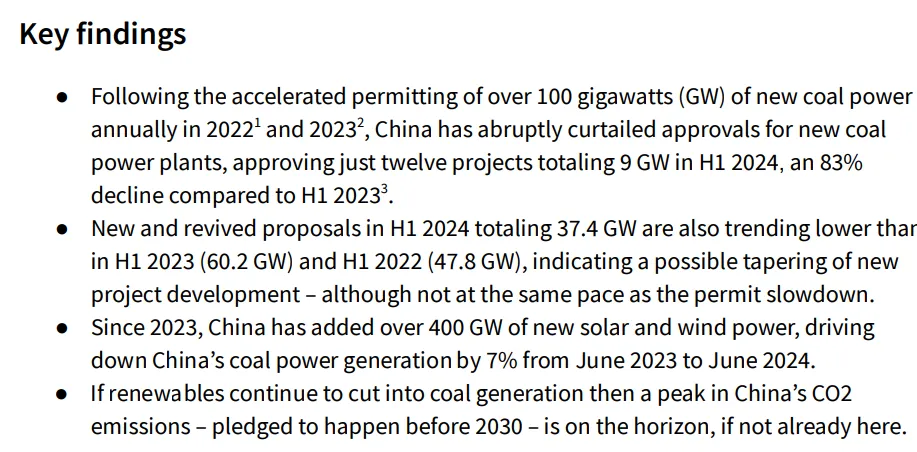 Key findings
● Following the accelerated permitting of over 100 gigawatts (GW) of new coal power
annually in 2022¹ and 2023², China has abruptly curtailed approvals for new coal
power plants, approving just twelve projects totaling 9 GW in H1 2024, an 83%
decline compared to H1 2023³.
● New and revived proposals in H1 2024 totaling 37.4 GW are also trending lower than
in H1 2023 (60.2 GW) and H1 2022 (47.8 GW), indicating a possible tapering of new
project development – although not at the same pace as the permit slowdown.
● Since 2023, China has added over 400 GW of new solar and wind power, driving
down China’s coal power generation by 7% from June 2023 to June 2024.
● If renewables continue to cut into coal generation then a peak in China’s CO2
emissions – pledged to happen before 2030 – is on the horizon, if not already here.